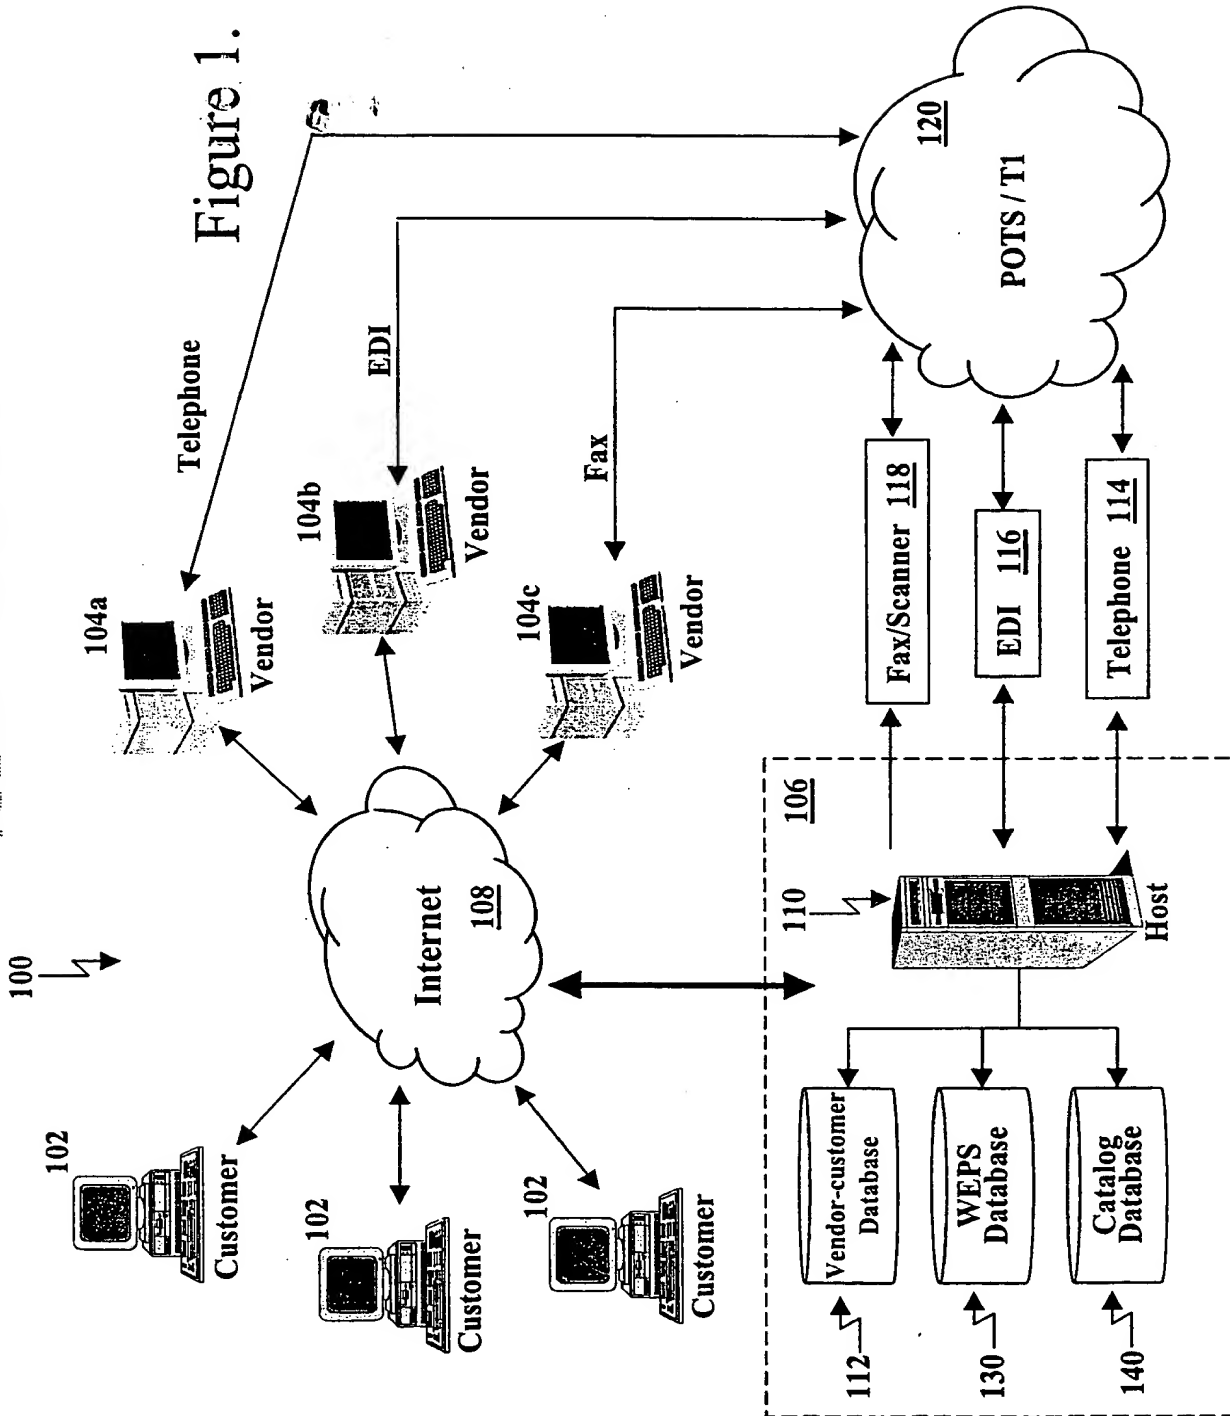 Figure 1.
100
102
Customer
102
Customer
102
Customer
Internet
108
104a
Vendor
104b
Vendor
104c
Vendor
Telephone
EDI
Fax
106
110
Host
Vendor-customer
Database
112
WEPS
Database
130
Catalog
Database
140
Fax/Scanner 118
EDI 116
Telephone 114
POTS / T1
120